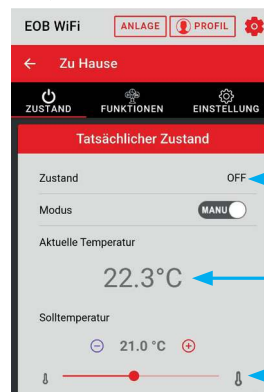 EOB WiFi ANLAGE PROFIL
Zu Hause
ZUSTAND FUNKTIONEN EINSTELLUNG
Tatsächlicher Zustand
Zustand OFF
Modus MANU
Aktuelle Temperatur
22.3°C
Solltemperatur
21.0 °C